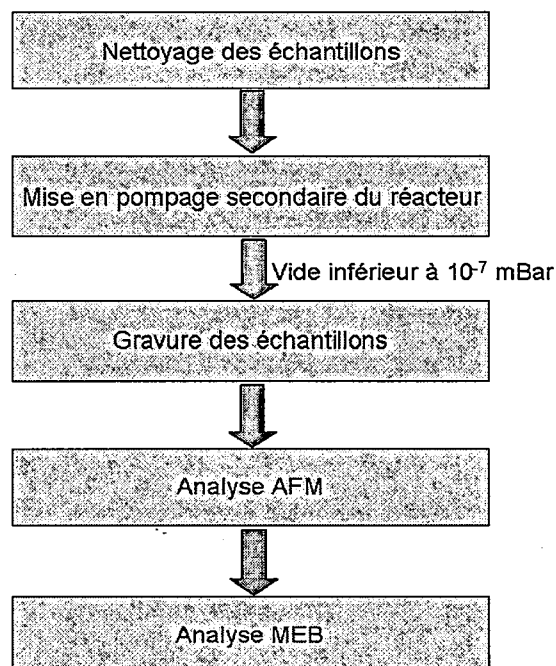 Nettoyage des échantillons
Mise en pompage secondaire du réacteur
Vide inférieur à 10⁻⁷ mBar
Gravure des échantillons
Analyse AFM
Analyse MEB